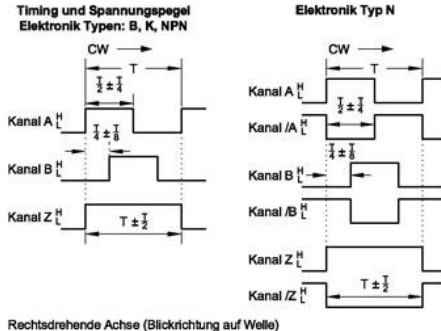 Timing und Spannungspegel
Elektronik Typen: B, K, NPN
CW
T
T/2 ± T/4
Kanal A H L
T/4 ± T/8
Kanal B H L
Kanal Z H L
T ± T/2
Elektronik Typ N
CW
T
Kanal A H L
T/2 ± T/4
Kanal /A H L
T/4 ± T/8
Kanal B H L
Kanal /B H L
Kanal Z H L
T ± T/2
Kanal /Z H L
Rechtsdrehende Achse (Blickrichtung auf Welle)